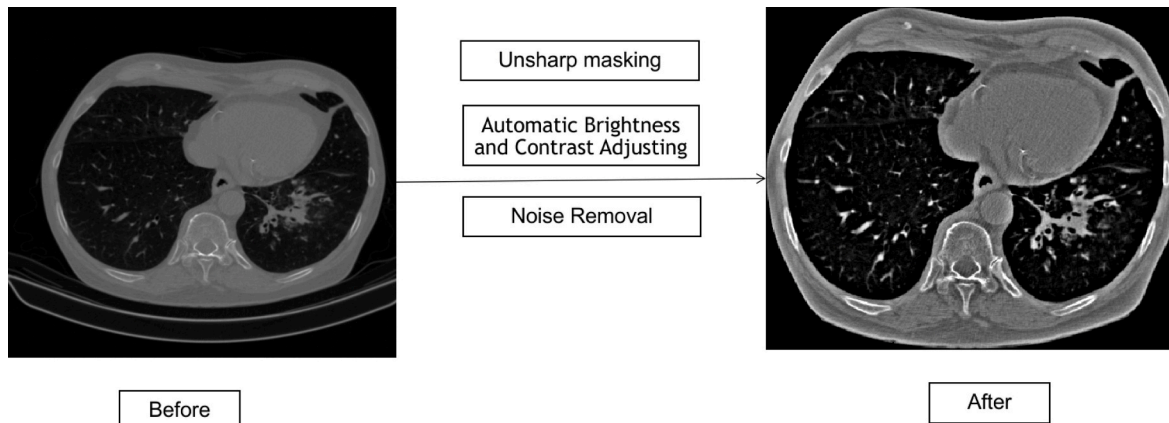 Unsharp masking
Automatic Brightness
and Contrast Adjusting
Noise Removal
Before
After